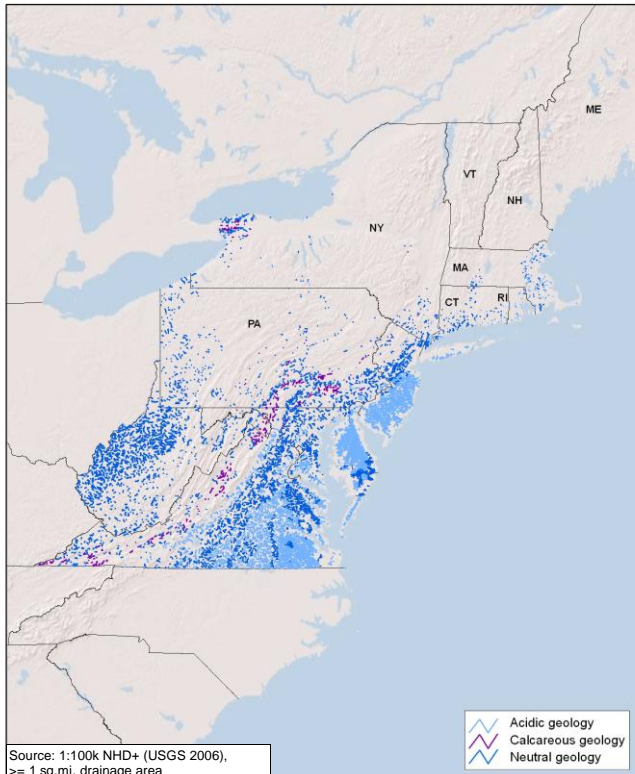 ME
VT
NH
NY
MA
CT
RI
PA
Acidic geology
Calcareous geology
Neutral geology
Source: 1:100k NHD+ (USGS 2006),
>= 1 sq.mi. drainage area